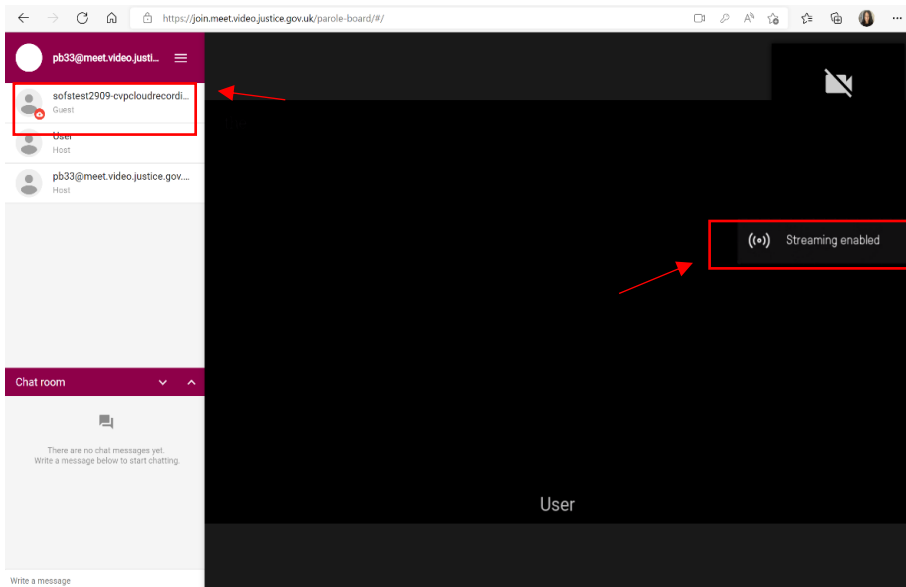 https://join.meet.video.justice.gov.uk/parole-board/#/
pb33@meet.video.justi...
sofstest2909-cvpcloudrecordi...
Guest
User
Host
pb33@meet.video.justice.gov....
Host
Streaming enabled
Chat room
There are no chat messages yet.
Write a message below to start chatting.
User
Write a message